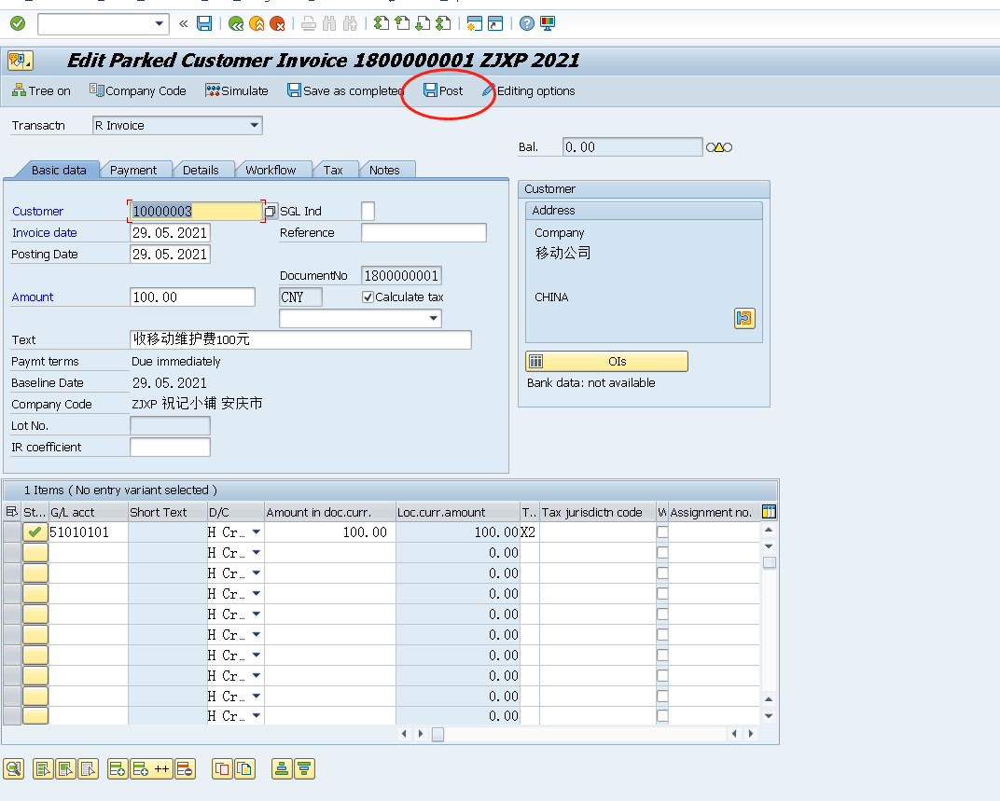 Edit Parked Customer Invoice 1800000001 ZJXP 2021
Tree on Company Code Simulate Save as completed Post Editing options
Transactn R Invoice
Bal. 0.00
Basic data Payment Details Workflow Tax Notes
Customer 10000003 SGL Ind
Invoice date 29.05.2021 Reference
Posting Date 29.05.2021
DocumentNo 1800000001
Amount 100.00 CNY Calculate tax
Text 收移动维护费100元
Paymt terms Due immediately
Baseline Date 29.05.2021
Company Code ZJXP 祝记小铺 安庆市
Lot No.
IR coefficient
Customer
Address
Company
移动公司
CHINA
OIs
Bank data: not available
1 Items ( No entry variant selected )
St... G/L acct Short Text D/C Amount in doc.curr. Loc.curr.amount T.. Tax jurisdictn code W Assignment no.
51010101 H Cr… 100.00 100.00 X2
H Cr… 0.00
H Cr… 0.00
H Cr… 0.00
H Cr… 0.00
H Cr… 0.00
H Cr… 0.00
H Cr… 0.00
H Cr… 0.00
H Cr… 0.00